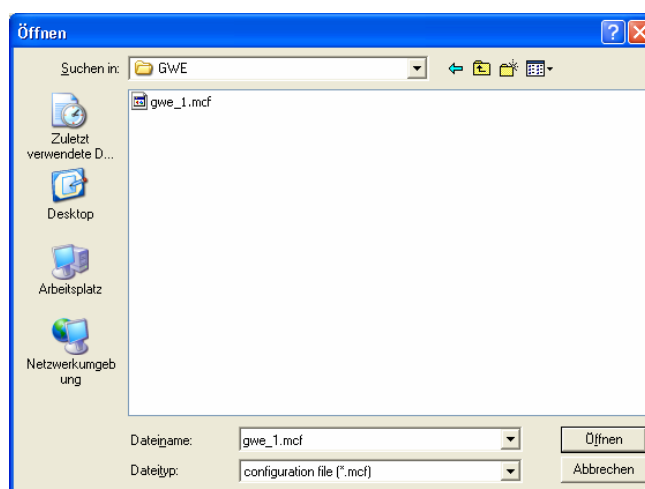 Öffnen
Suchen in:
GWE
gwe_1.mcf
Zuletzt
verwendete D...
Desktop
Arbeitsplatz
Netzwerkumgeb
ung
Dateiname:
gwe_1.mcf
Öffnen
Dateityp:
configuration file (*.mcf)
Abbrechen